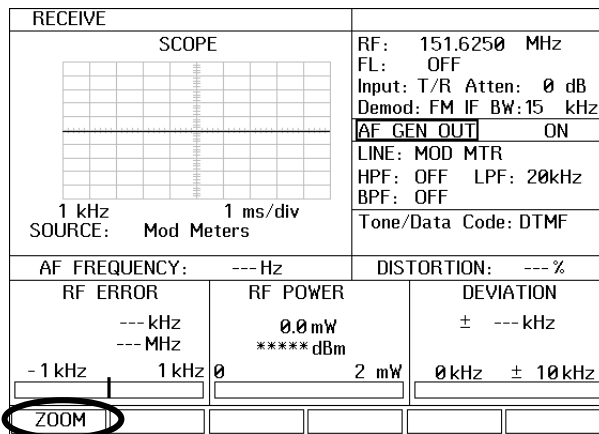 RECEIVE
SCOPE
1 kHz 1 ms/div
SOURCE: Mod Meters
RF: 151.6250 MHz
FL: OFF
Input: T/R Atten: 0 dB
Demod: FM IF BW:15 kHz
AF GEN OUT ON
LINE: MOD MTR
HPF: OFF LPF: 20kHz
BPF: OFF
Tone/Data Code: DTMF
AF FREQUENCY: ---Hz
DISTORTION: ---%
RF ERROR
---kHz
---MHz
-1kHz 1kHz
RF POWER
0.0mW
*****dBm
0 2 mW
DEVIATION
± ---kHz
0kHz ± 10kHz
ZOOM